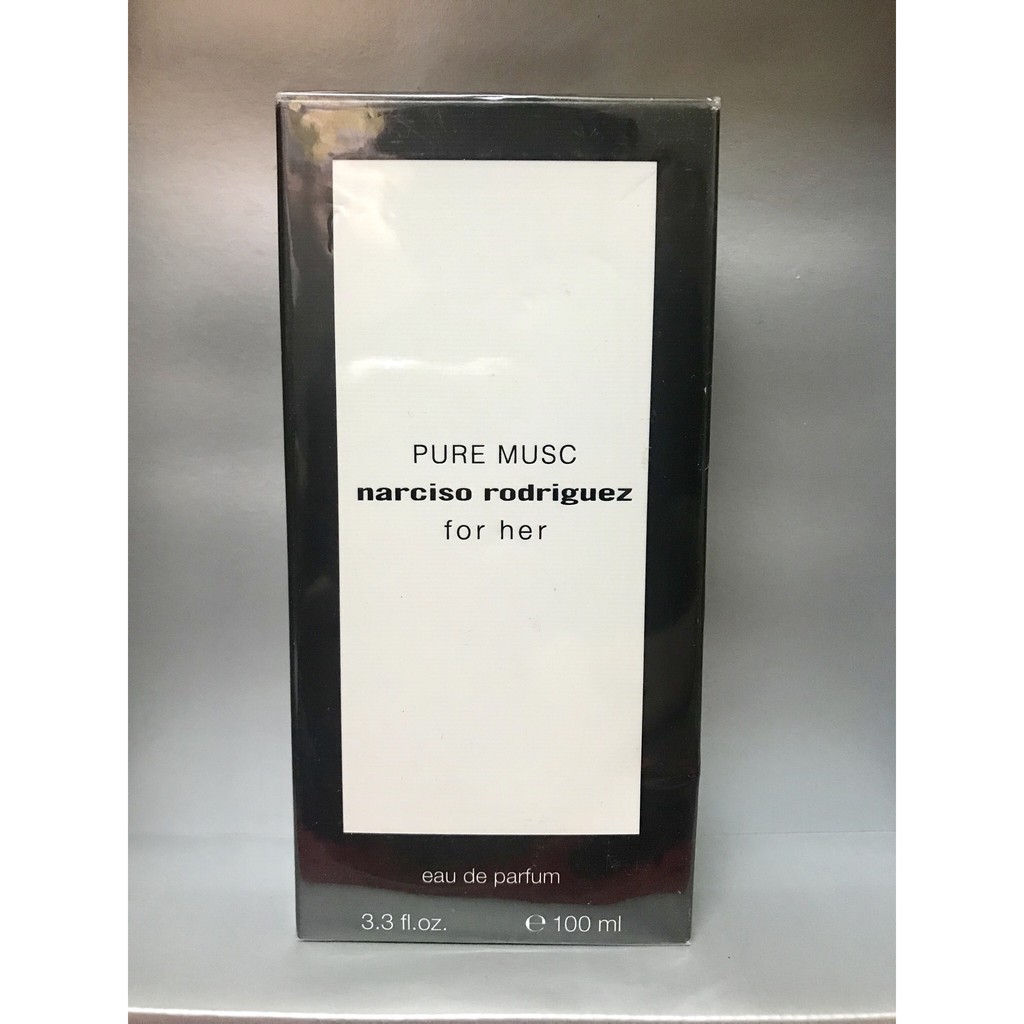 PURE MUSC
narciso rodriguez
for her
eau de parfum
3.3 fl.oz. ℮ 100 ml